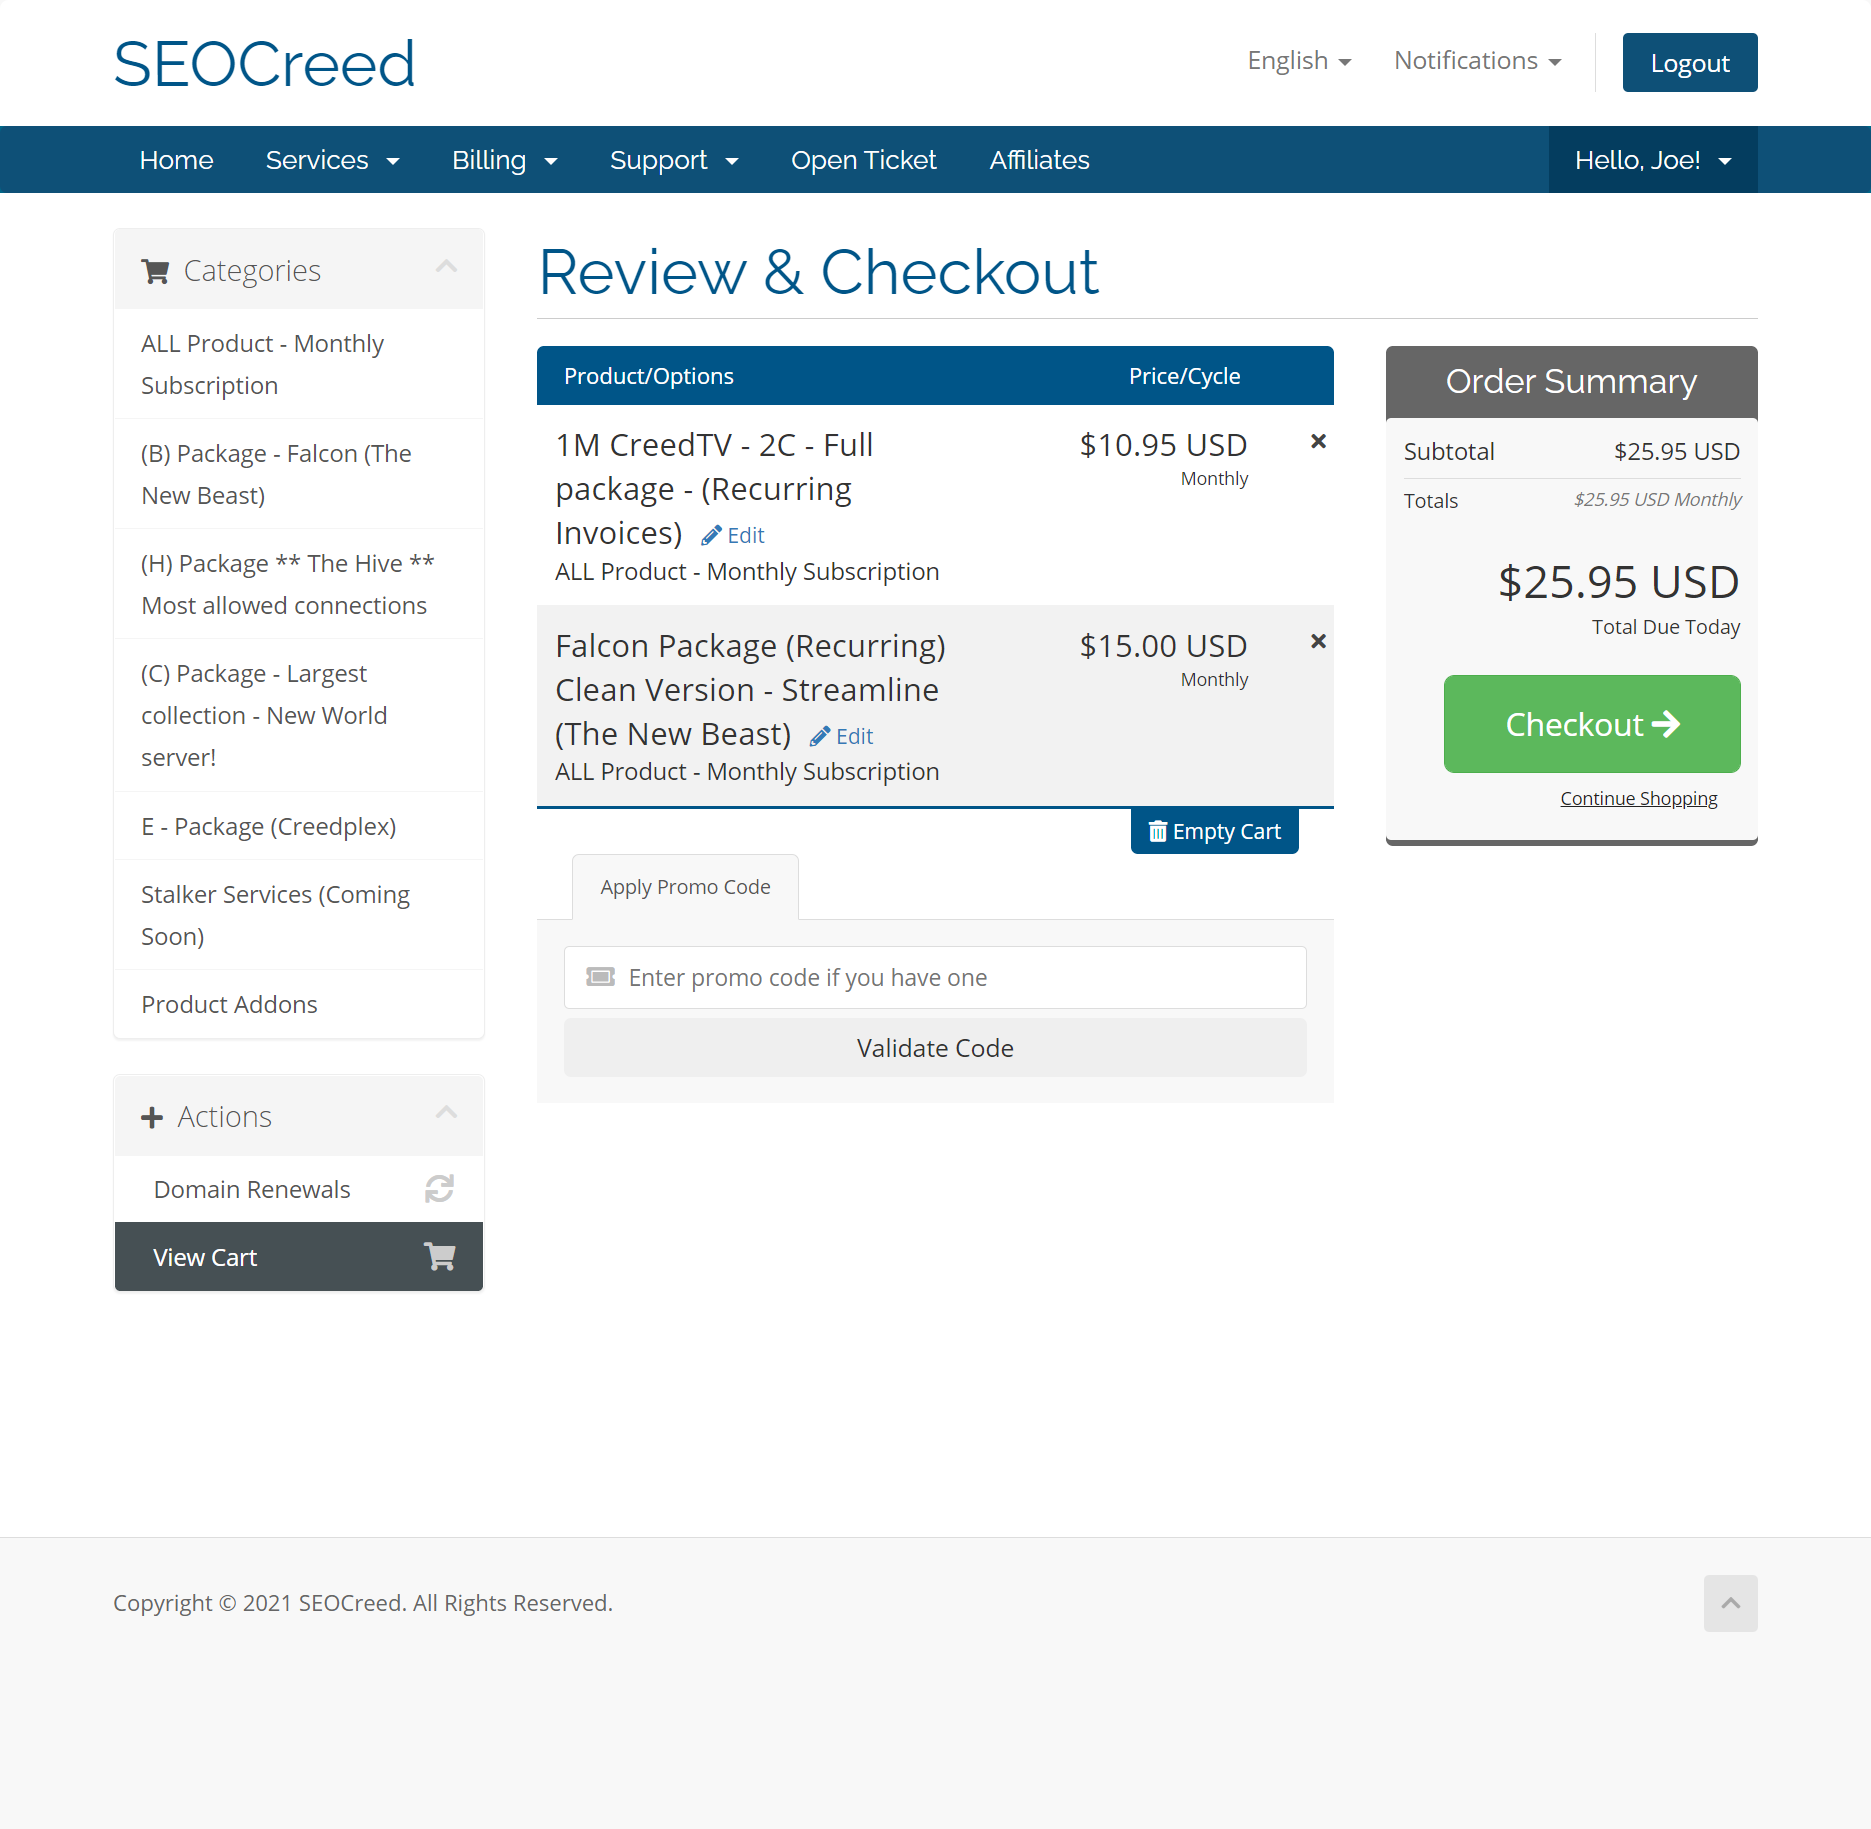 SEOCreed
English
Notifications
Logout
Home
Services
Billing
Support
Open Ticket
Affiliates
Hello, Joe!
Categories
ALL Product - Monthly
Subscription
(B) Package - Falcon (The
New Beast)
(H) Package ** The Hive **
Most allowed connections
(C) Package - Largest
collection - New World
server!
E - Package (Creedplex)
Stalker Services (Coming
Soon)
Product Addons
Actions
Domain Renewals
View Cart
Review & Checkout
Product/Options
Price/Cycle
1M CreedTV - 2C - Full
package - (Recurring
Invoices) Edit
ALL Product - Monthly Subscription
$10.95 USD
Monthly
Falcon Package (Recurring)
Clean Version - Streamline
(The New Beast) Edit
ALL Product - Monthly Subscription
$15.00 USD
Monthly
Empty Cart
Apply Promo Code
Enter promo code if you have one
Validate Code
Order Summary
Subtotal $25.95 USD
Totals $25.95 USD Monthly
$25.95 USD
Total Due Today
Checkout
Continue Shopping
Copyright © 2021 SEOCreed. All Rights Reserved.